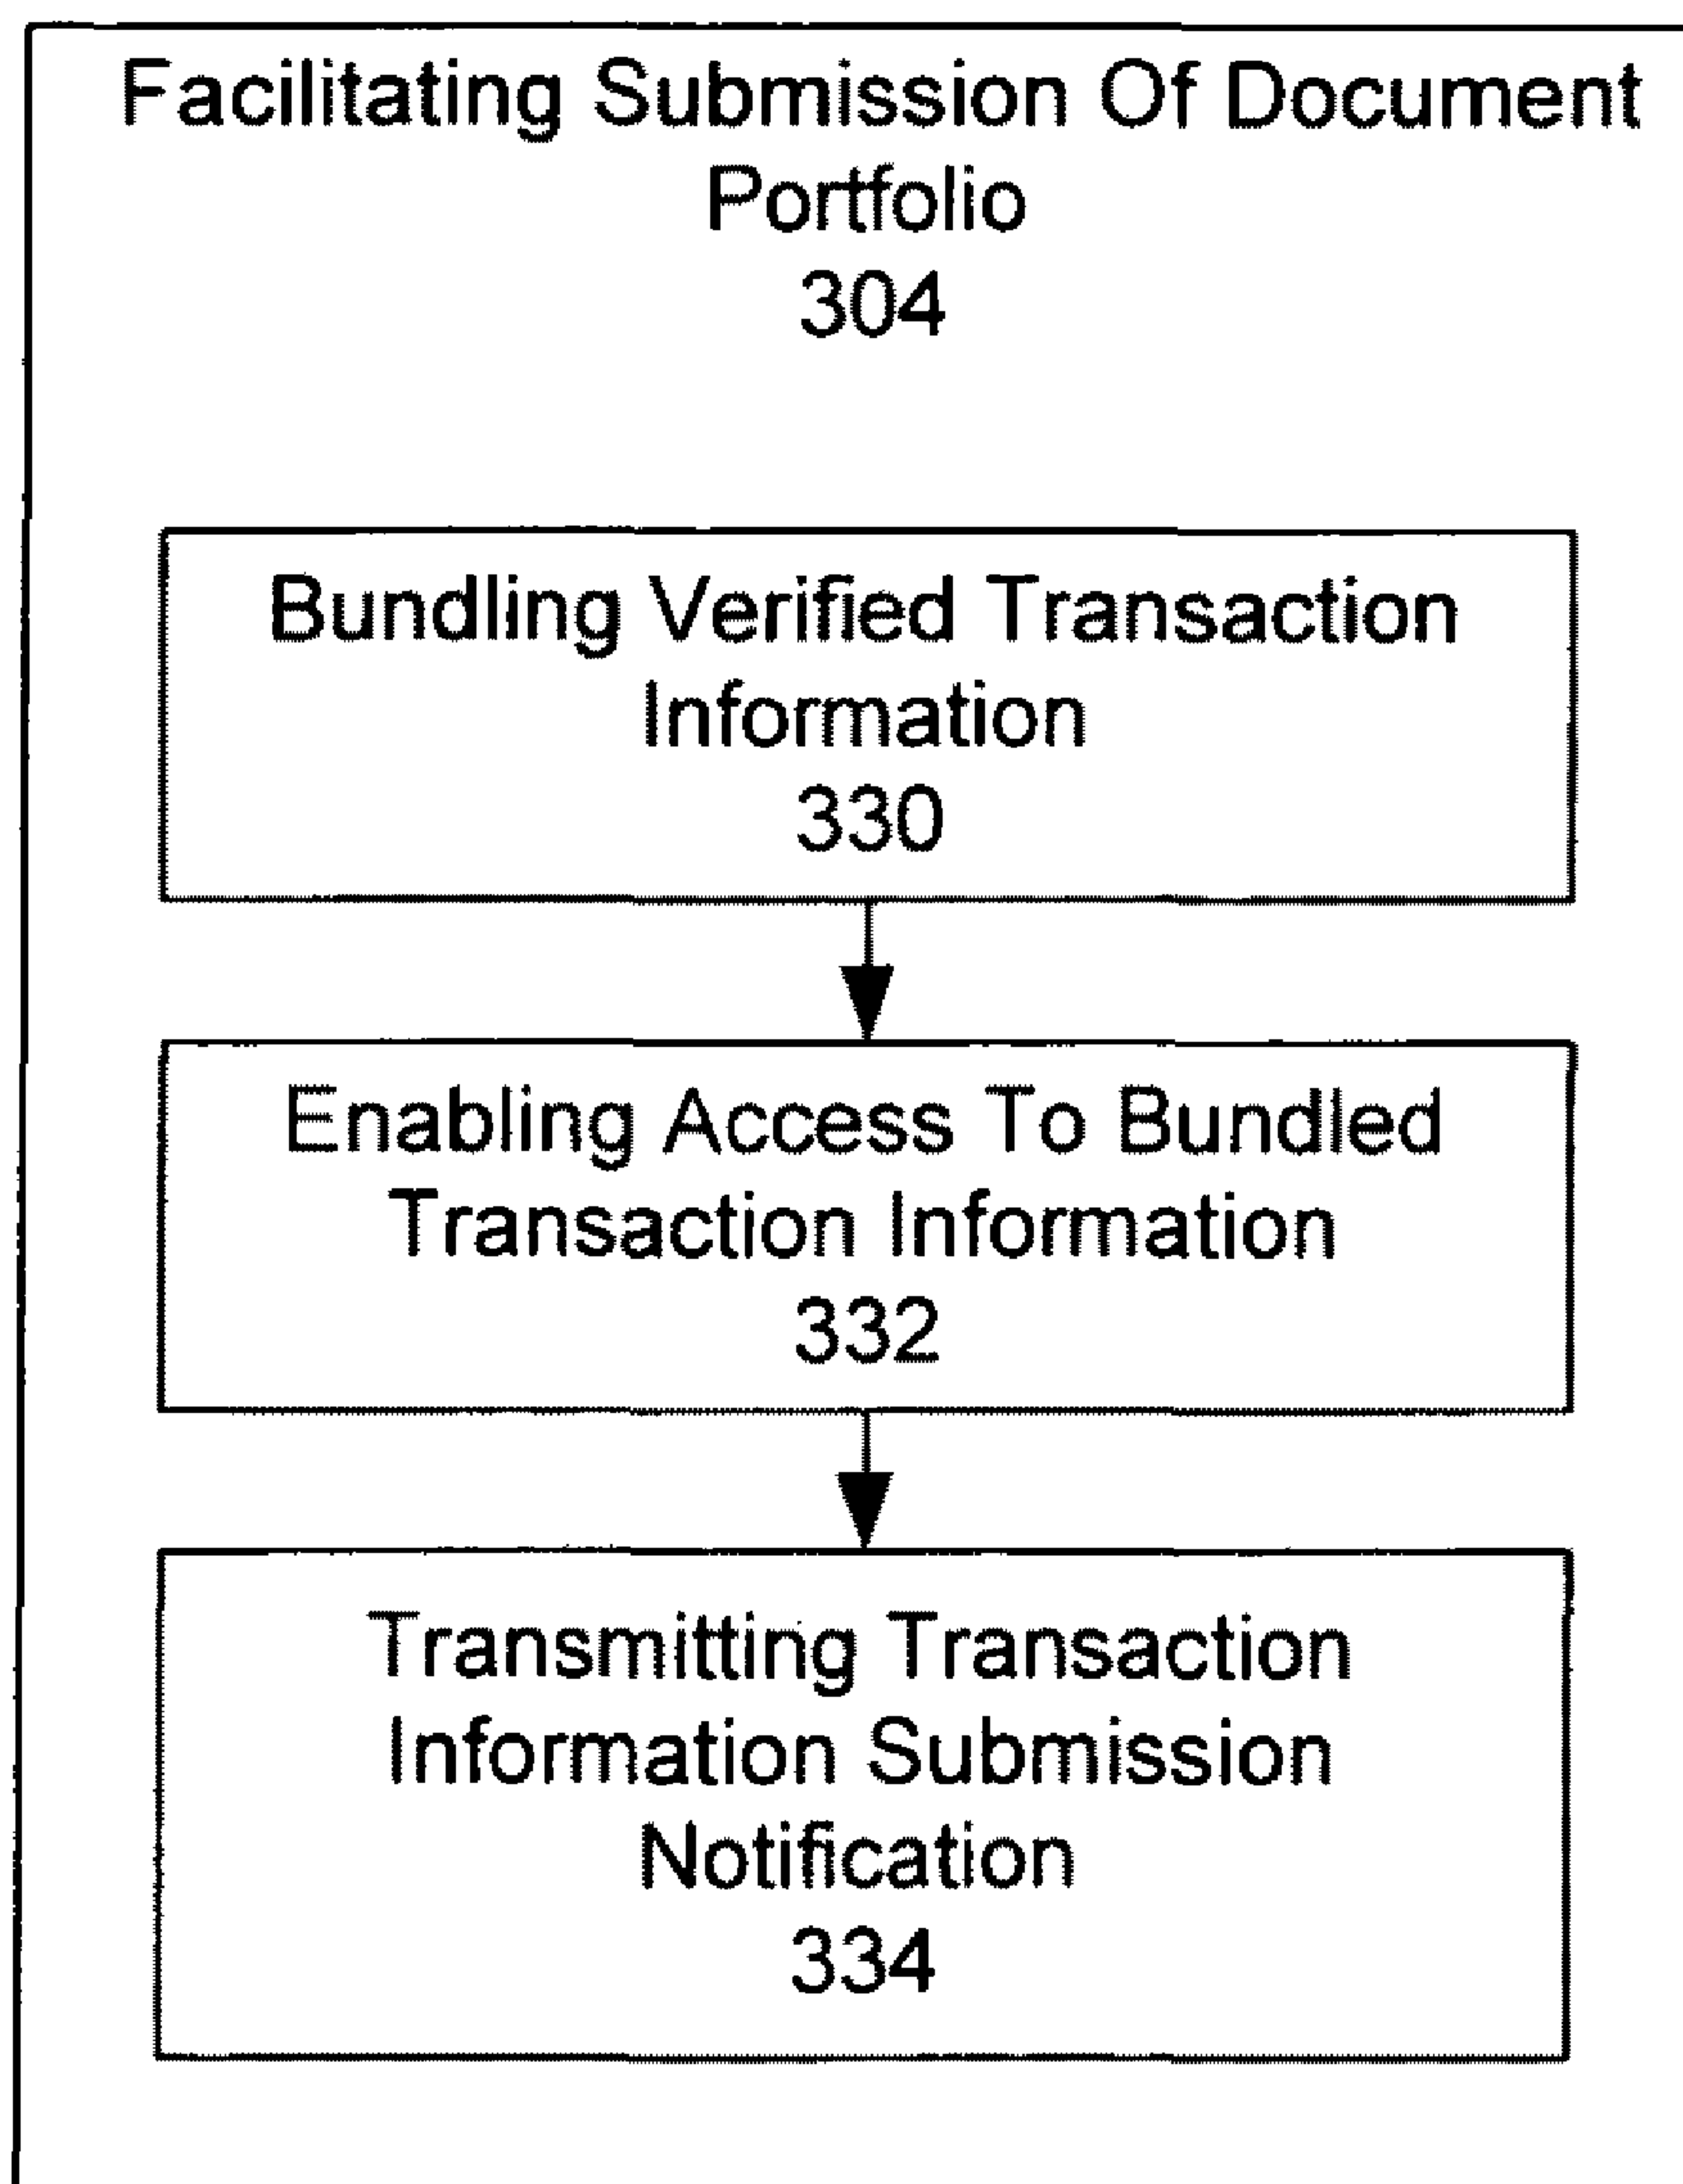 Facilitating Submission Of Document
Portfolio
304
Bundling Verified Transaction
Information
330
Enabling Access To Bundled
Transaction Information
332
Transmitting Transaction
Information Submission
Notification
334